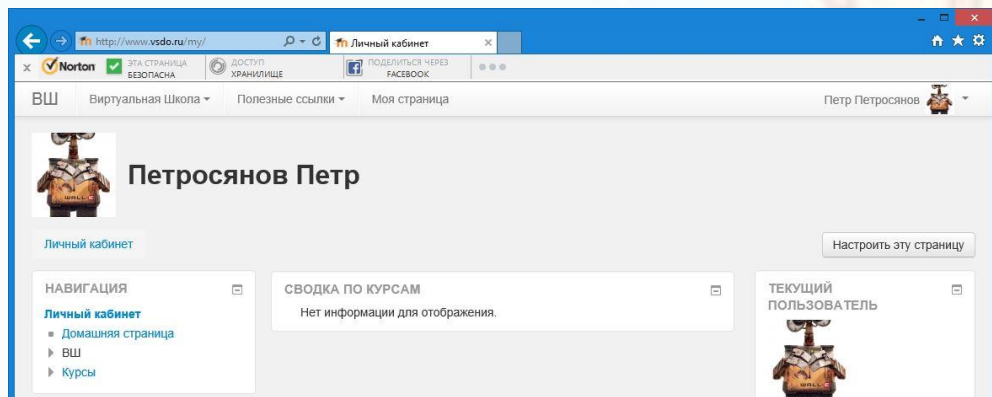 http://www.vsdo.ru/my/
Личный кабинет
Norton
ЭТА СТРАНИЦА
БЕЗОПАСНА
ДОСТУП
ХРАНИЛИЩЕ
ПОДЕЛИТЬСЯ ЧЕРЕЗ
FACEBOOK
ВШ Виртуальная Школа Полезные ссылки Моя страница Петр Петросянов
WALL-E
Петросянов Петр
Личный кабинет
Настроить эту страницу
НАВИГАЦИЯ
Личный кабинет
Домашняя страница
ВШ
Курсы
СВОДКА ПО КУРСАМ
Нет информации для отображения.
ТЕКУЩИЙ
ПОЛЬЗОВАТЕЛЬ
WALL-E